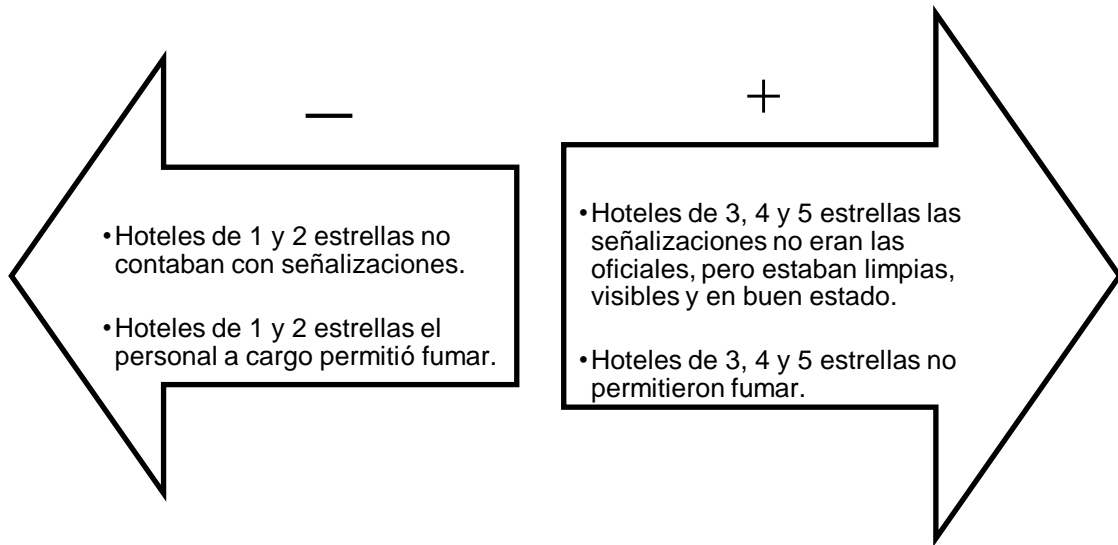 —
•Hoteles de 1 y 2 estrellas no
contaban con señalizaciones.
•Hoteles de 1 y 2 estrellas el
personal a cargo permitió fumar.
+
•Hoteles de 3, 4 y 5 estrellas las
señalizaciones no eran las
oficiales, pero estaban limpias,
visibles y en buen estado.
•Hoteles de 3, 4 y 5 estrellas no
permitieron fumar.